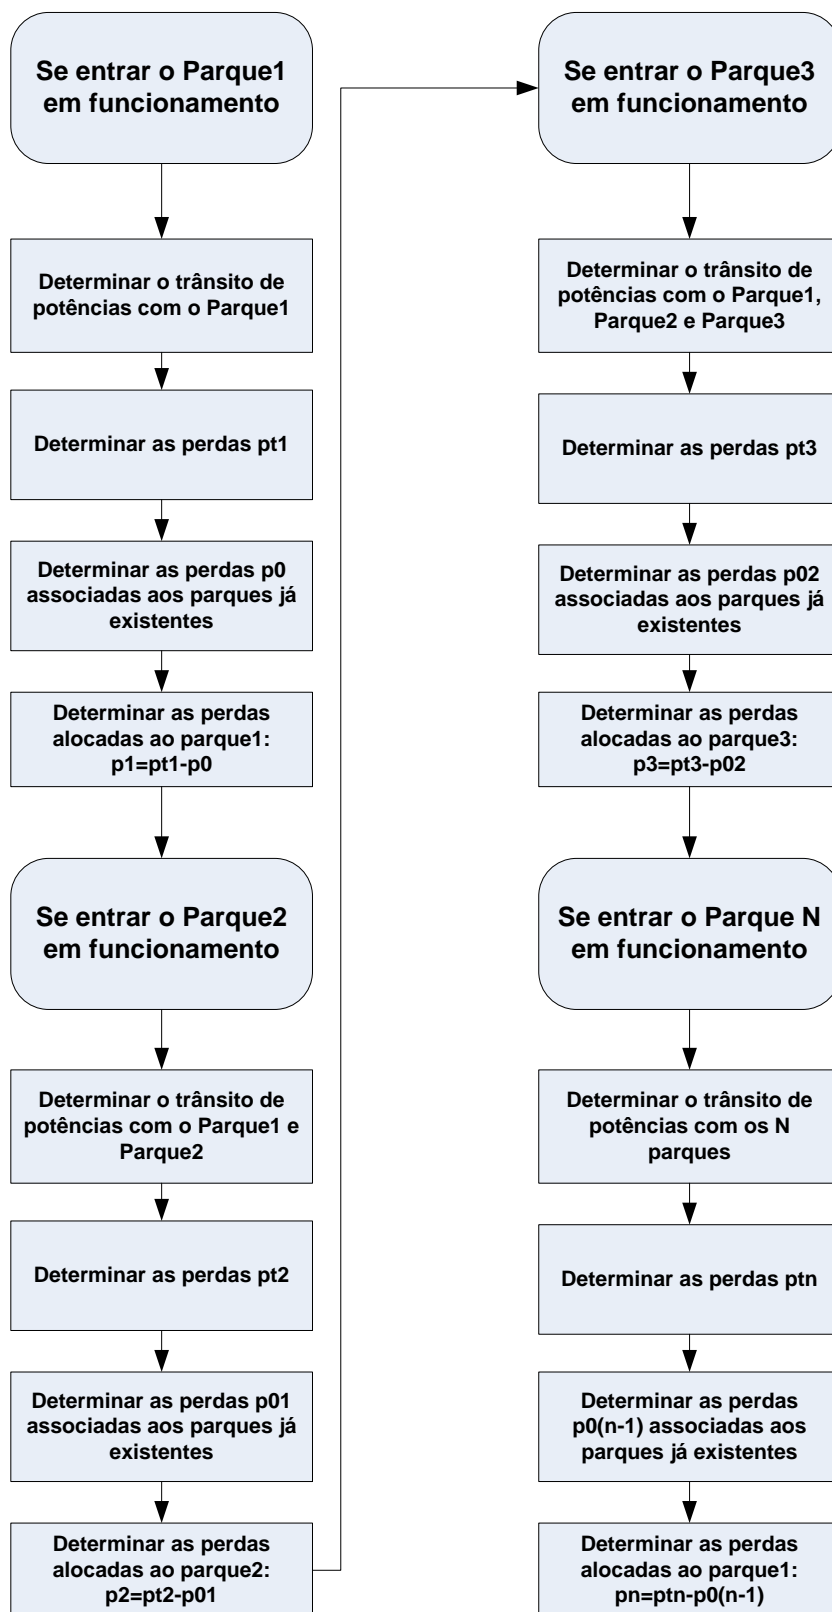 Se entrar o Parque1
em funcionamento
Determinar o trânsito de
potências com o Parque1
Determinar as perdas pt1
Determinar as perdas p0
associadas aos parques já
existentes
Determinar as perdas
alocadas ao parque1:
p1=pt1-p0
Se entrar o Parque2
em funcionamento
Determinar o trânsito de
potências com o Parque1 e
Parque2
Determinar as perdas pt2
Determinar as perdas p01
associadas aos parques já
existentes
Determinar as perdas
alocadas ao parque2:
p2=pt2-p01
Se entrar o Parque3
em funcionamento
Determinar o trânsito de
potências com o Parque1,
Parque2 e Parque3
Determinar as perdas pt3
Determinar as perdas p02
associadas aos parques já
existentes
Determinar as perdas
alocadas ao parque3:
p3=pt3-p02
Se entrar o Parque N
em funcionamento
Determinar o trânsito de
potências com os N
parques
Determinar as perdas ptn
Determinar as perdas
p0(n-1) associadas aos
parques já existentes
Determinar as perdas
alocadas ao parque1:
pn=ptn-p0(n-1)